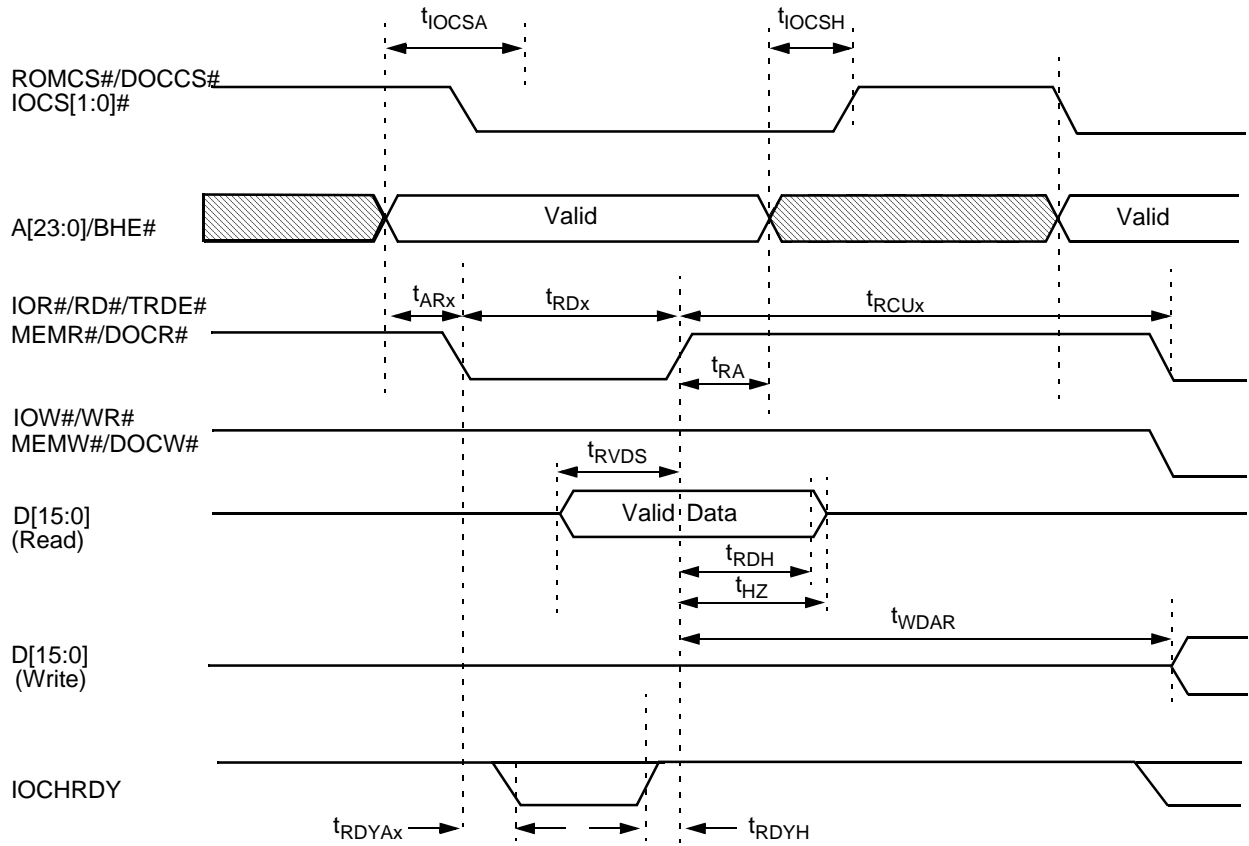 tIOCSA
tIOCSH
ROMCS#/DOCCS#
IOCS[1:0]#
A[23:0]/BHE#
Valid
Valid
tARx
tRDx
tRCUx
IOR#/RD#/TRDE#
MEMR#/DOCR#
tRA
IOW#/WR#
MEMW#/DOCW#
tRVDS
D[15:0]
(Read)
Valid Data
tRDH
tHZ
tWDAR
D[15:0]
(Write)
IOCHRDY
tRDYAx
tRDYH